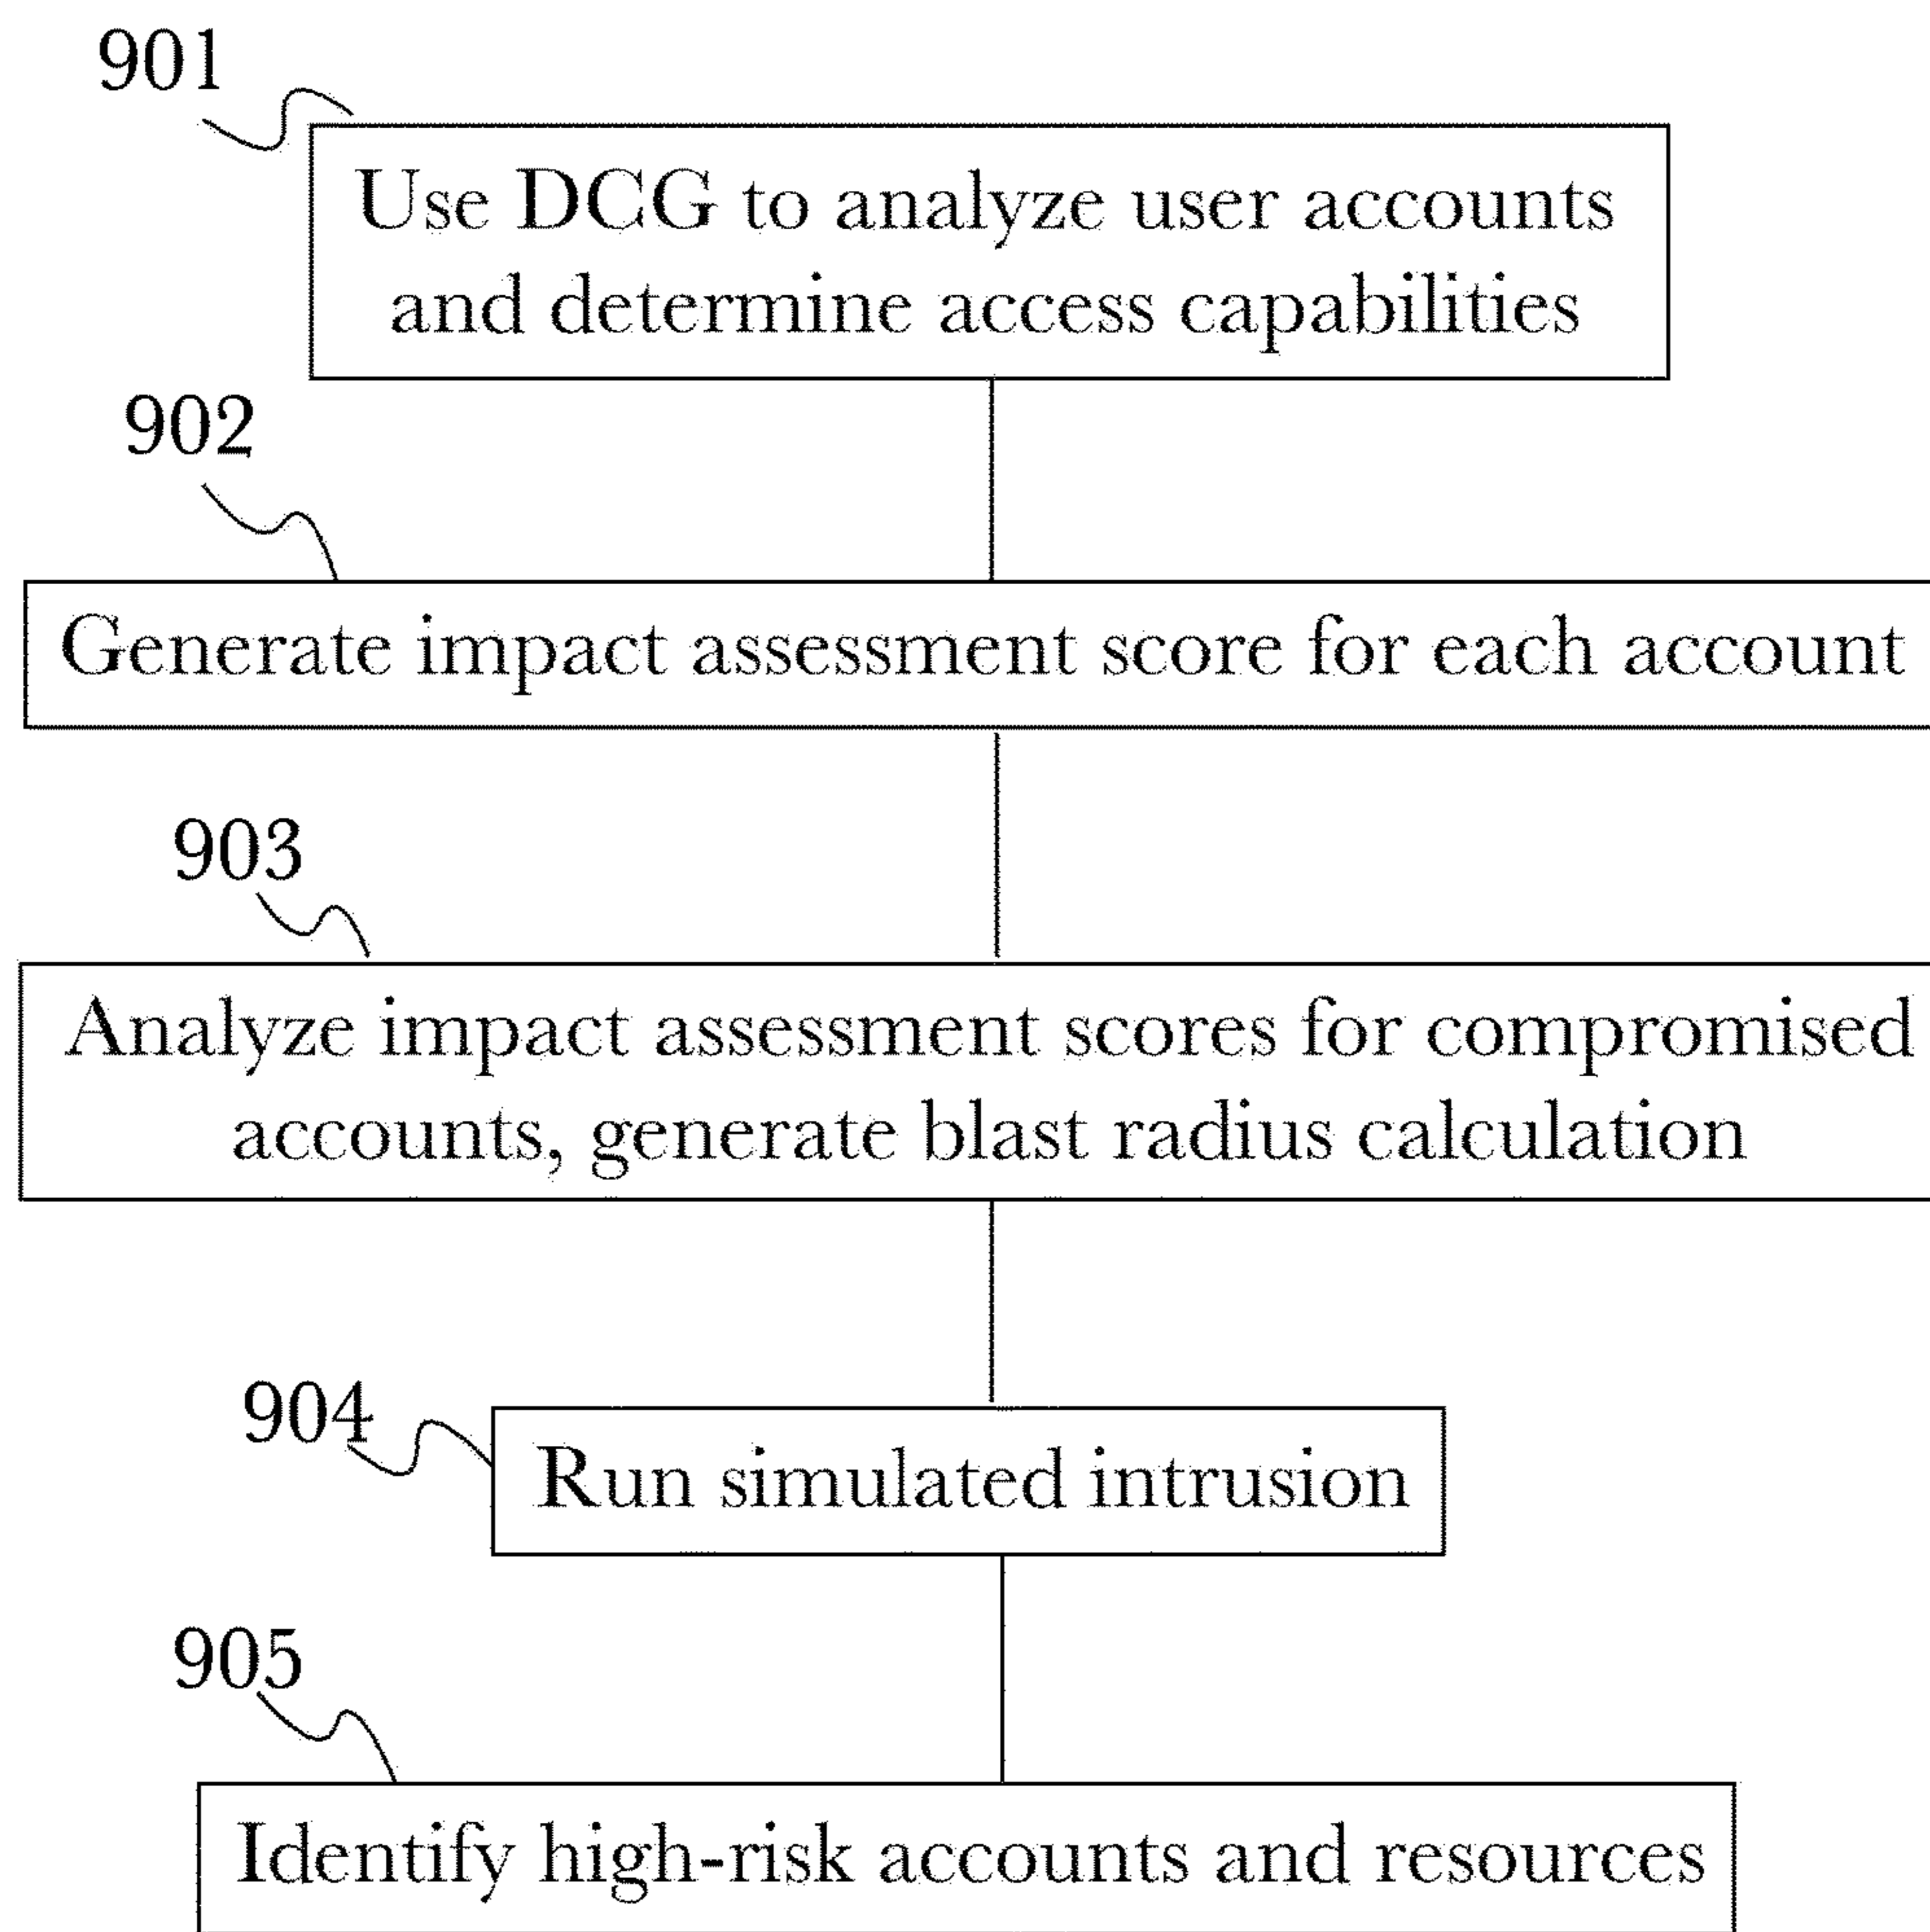 901
Use DCG to analyze user accounts
and determine access capabilities
902
Generate impact assessment score for each account
903
Analyze impact assessment scores for compromised
accounts, generate blast radius calculation
904
Run simulated intrusion
905
Identify high-risk accounts and resources